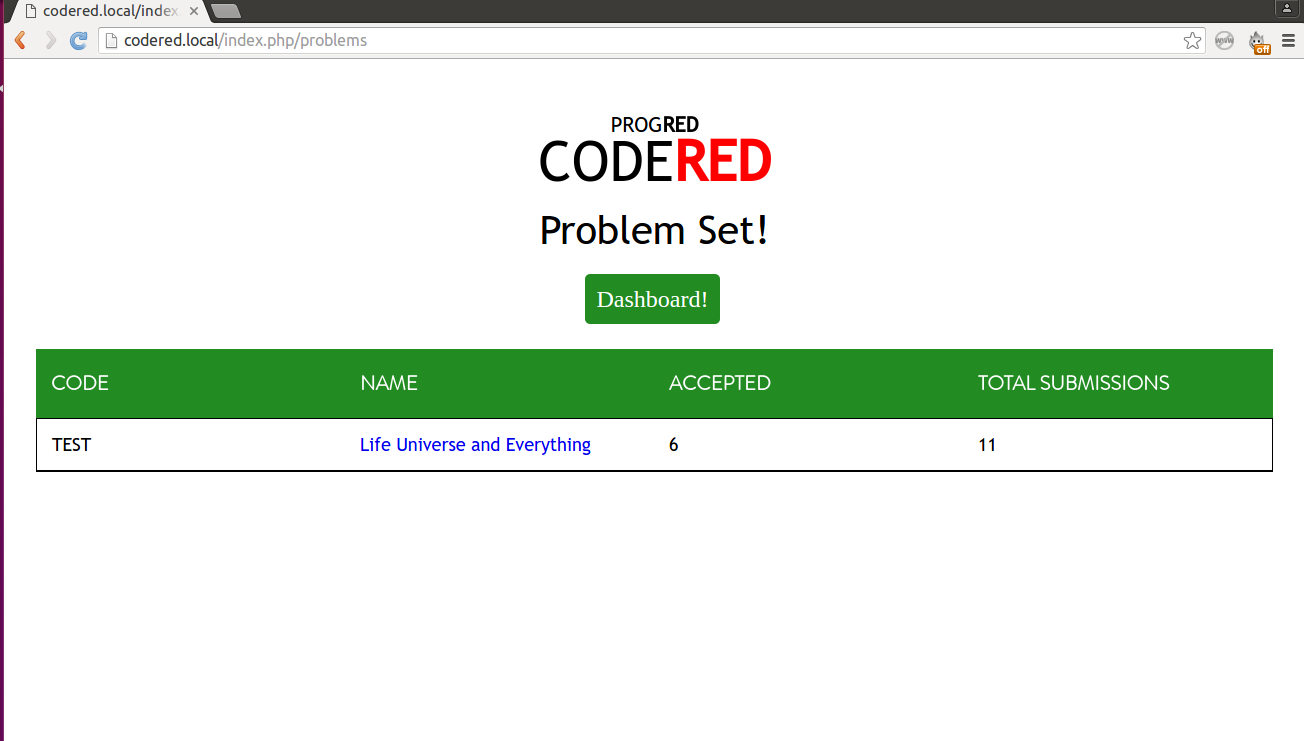 codered.local/index
codered.local/index.php/problems
off
PROGRED
CODERED
Problem Set!
Dashboard!
CODE NAME ACCEPTED TOTAL SUBMISSIONS
TEST Life Universe and Everything 6 11